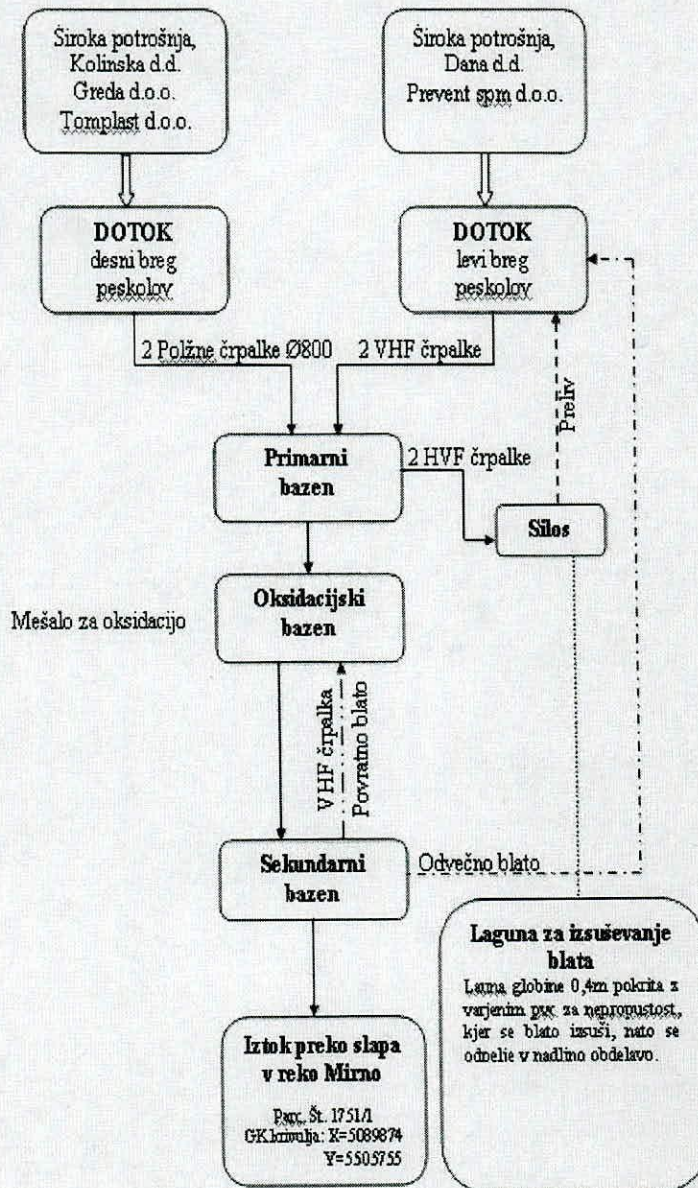 Široka potrošnja,
Kolinska d.d.
Greda d.o.o.
Tomplast d.o.o.
Široka potrošnja,
Dana d.d.
Prevent spm d.o.o.
DOTOK
desni breg
peskolov
DOTOK
levi breg
peskolov
2 Polžne črpalke Ø800
2 VHF črpalke
Preliv
Primarni
bazen
2 HVF črpalke
Silos
Oksidacijski
bazen
Mešalo za oksidacijo
VHF črpalka
Povratno blato
Sekundarni
bazen
Odvečno blato
Laguna za izsuševanje
blata
globine 0,4m pokrita z
varjenim pvc za nepropustost,
kjer se blato izsuši, nato se
v obdelavo.
Iztok preko slapa
v reko Mirno
Parc. Št. 1751/1
GK krivulja: X=5089874
Y=5505755